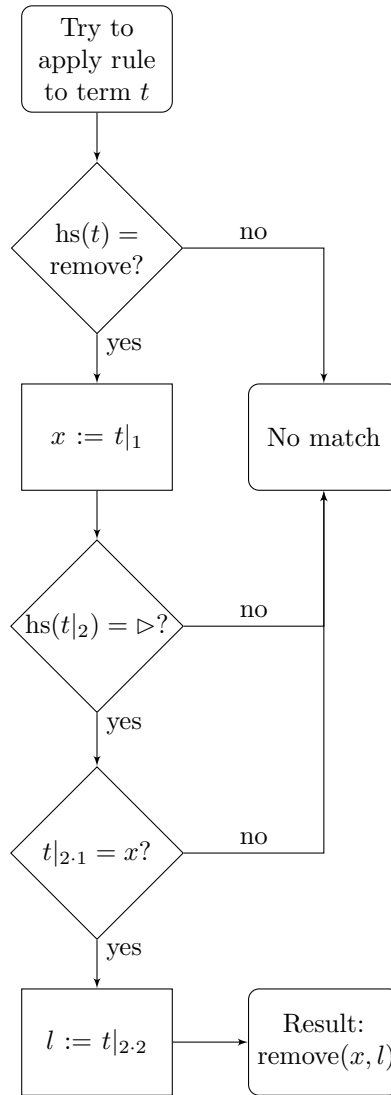 Try to
apply rule
to term t
hs(t) =
remove?
no
yes
x := t|₁
No match
hs(t|₂) = ▷?
no
yes
t|₂.₁ = x?
no
yes
l := t|₂.₂
Result:
remove(x, l)